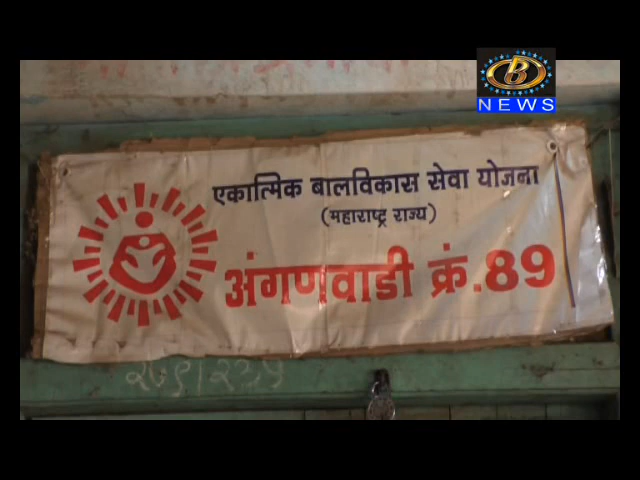 B
NEWS
एकात्मिक बालविकास सेवा योजना
(महाराष्ट्र राज्य)
अंगणवाडी क्रं.89